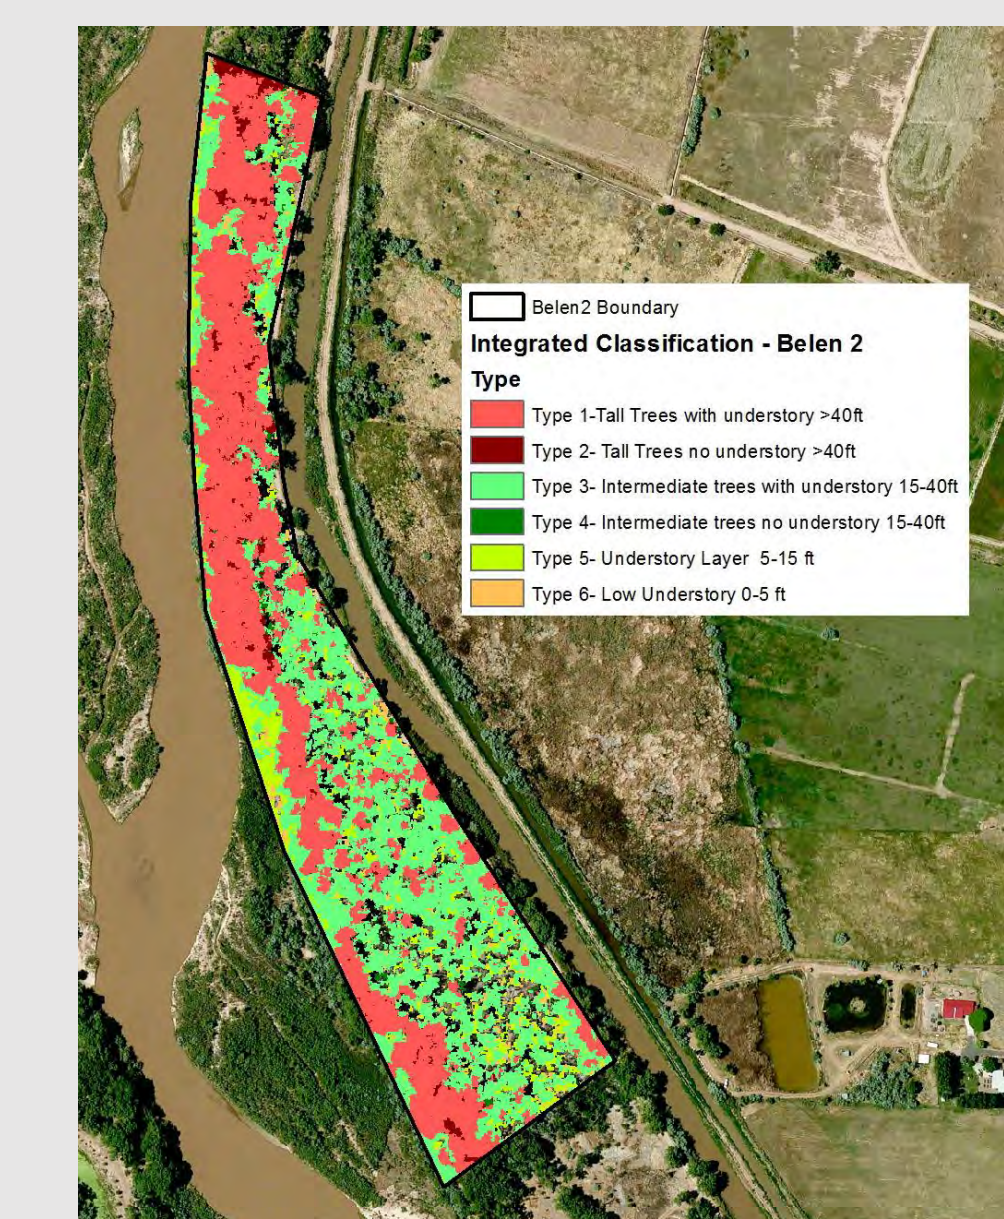 Belen2 Boundary
Integrated Classification - Belen 2
Type
Type 1-Tall Trees with understory >40ft
Type 2- Tall Trees no understory >40ft
Type 3- Intermediate trees with understory 15-40ft
Type 4- Intermediate trees no understory 15-40ft
Type 5- Understory Layer 5-15 ft
Type 6- Low Understory 0-5 ft